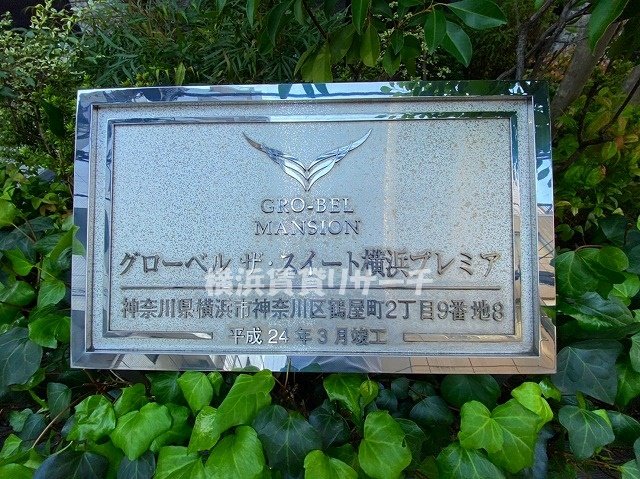 GRO-BEL
MANSION
グローベル ザ・スイート横浜プレミア
横浜賃貸リサーチ
神奈川県横浜市神奈川区鶴屋町2丁目9番地8
平成24年3月竣工